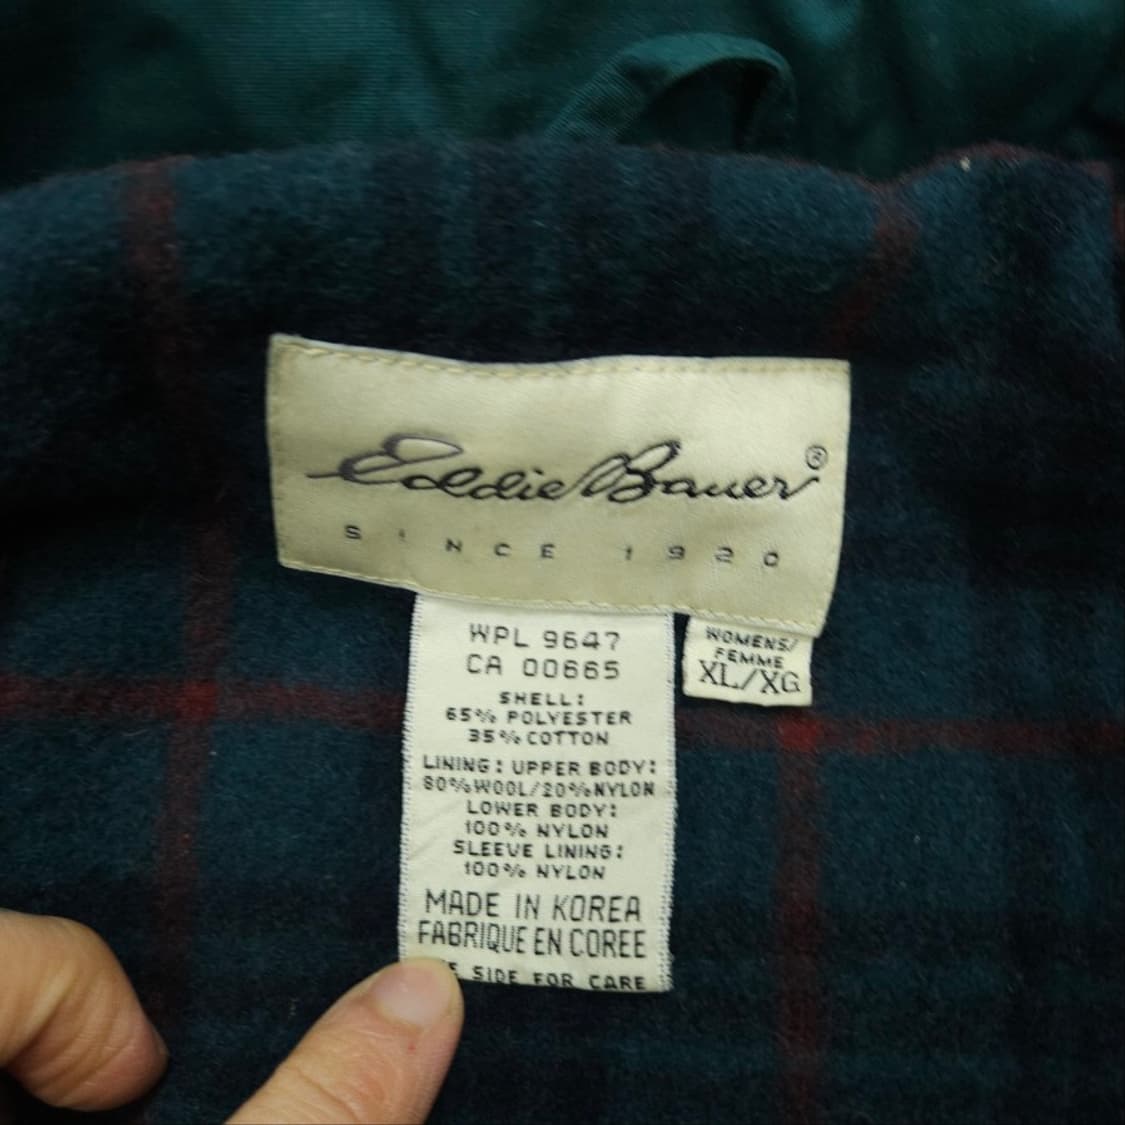 Eddie Bauer®
SINCE 1920
WPL 9647
CA 00665
SHELL:
65% POLYESTER
35% COTTON
LINING: UPPER BODY:
80%WOOL/20%NYLON
LOWER BODY:
100% NYLON
SLEEVE LINING:
100% NYLON
MADE IN KOREA
FABRIQUE EN COREE
SIDE FOR CARE
WOMENS/
FEMME
XL/XG